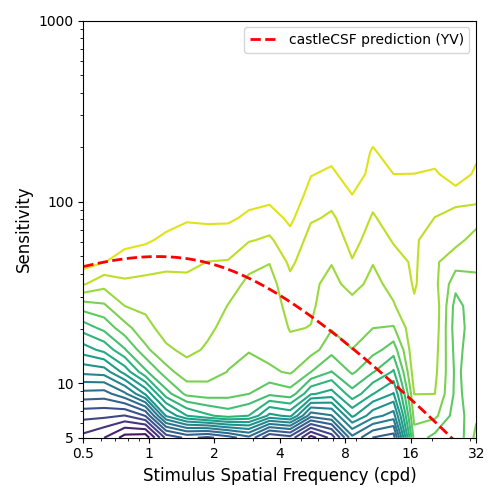 castleCSF prediction (YV)
1000
100
10
5
Sensitivity
0.5 1 2 4 8 16 32
Stimulus Spatial Frequency (cpd)